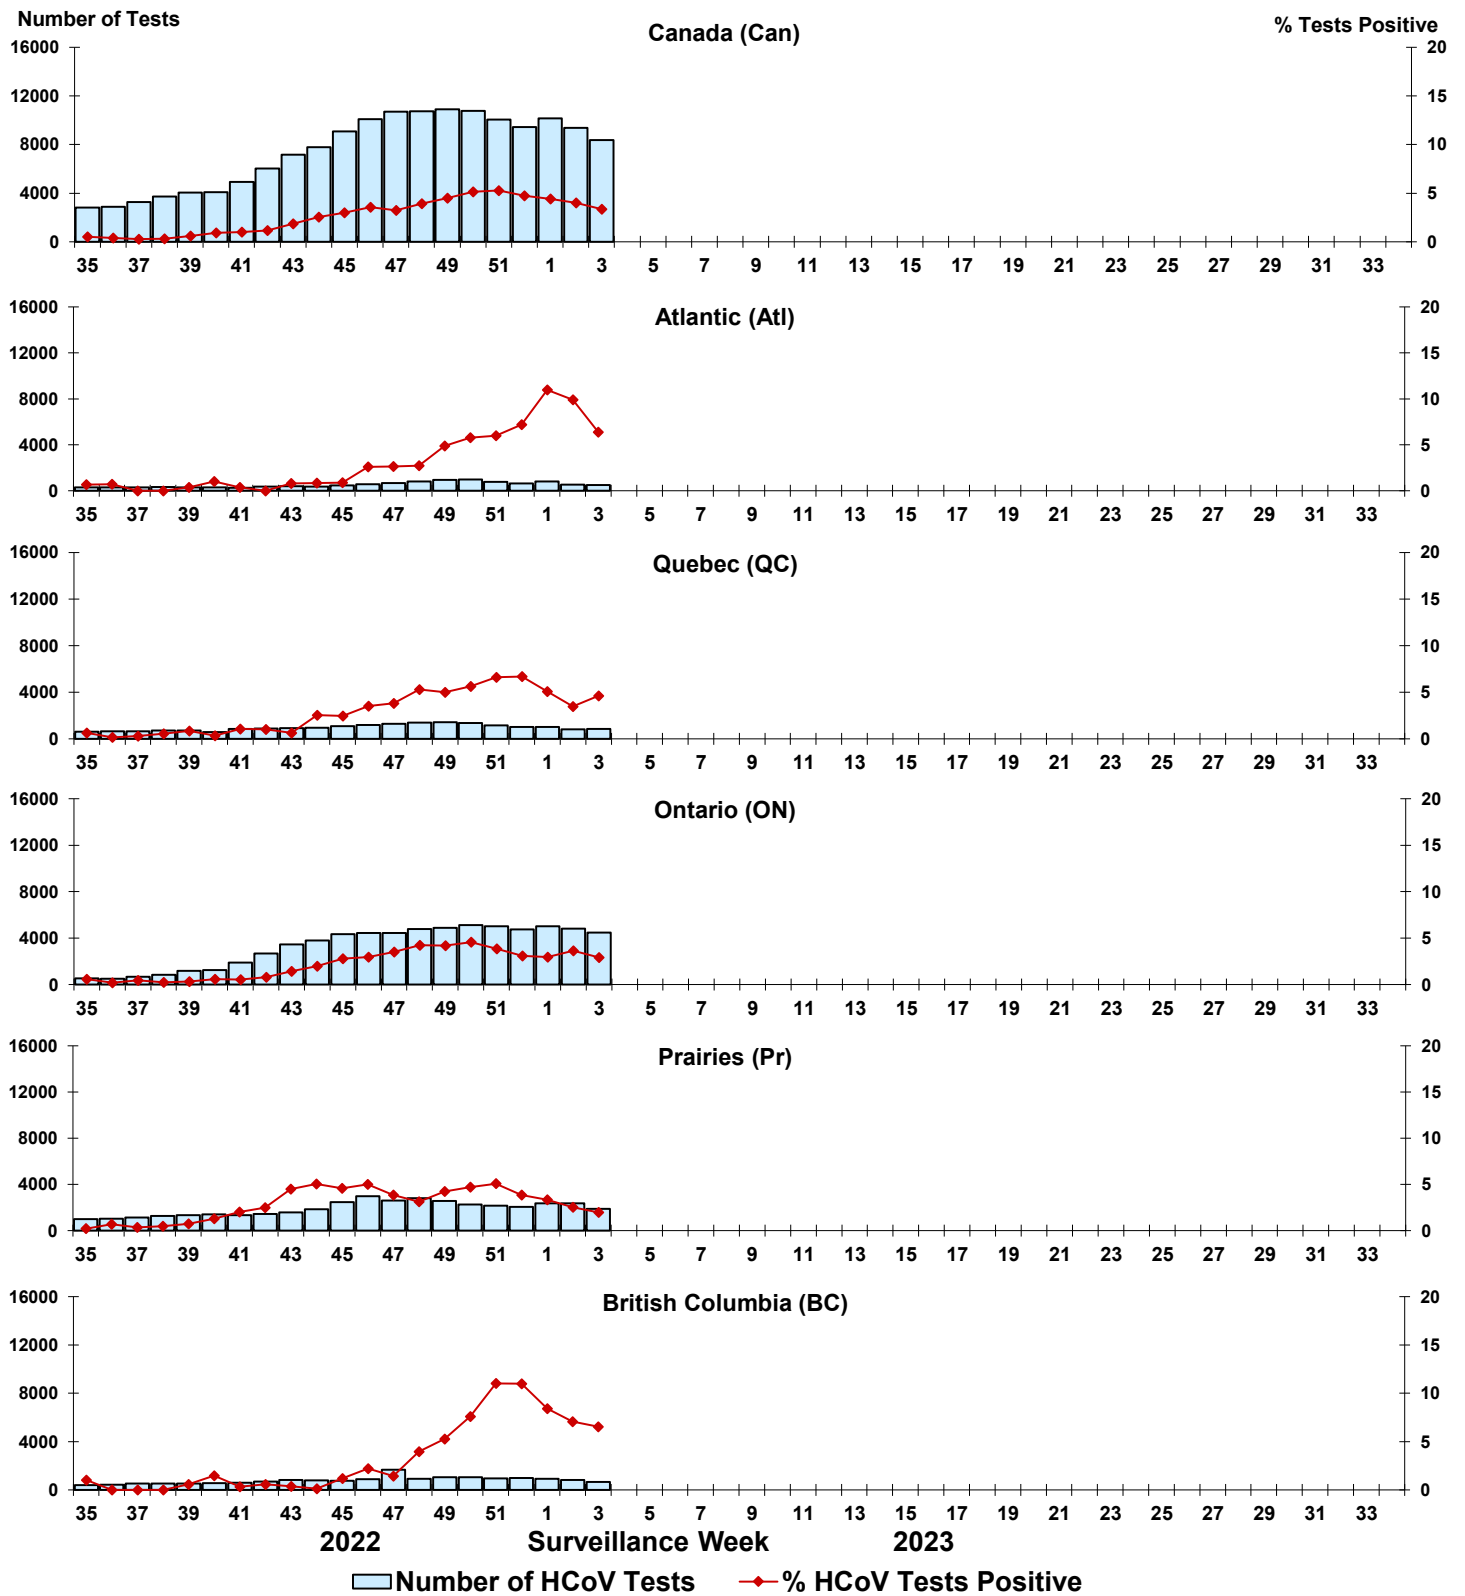 Number of Tests
Canada (Can)
% Tests Positive
16000 20
12000 15
8000 10
4000 5
0 0
35 37 39 41 43 45 47 49 51 1 3 5 7 9 11 13 15 17 19 21 23 25 27 29 31 33
Atlantic (Atl)
16000 20
12000 15
8000 10
4000 5
0 0
35 37 39 41 43 45 47 49 51 1 3 5 7 9 11 13 15 17 19 21 23 25 27 29 31 33
Quebec (QC)
16000 20
12000 15
8000 10
4000 5
0 0
35 37 39 41 43 45 47 49 51 1 3 5 7 9 11 13 15 17 19 21 23 25 27 29 31 33
Ontario (ON)
16000 20
12000 15
8000 10
4000 5
0 0
35 37 39 41 43 45 47 49 51 1 3 5 7 9 11 13 15 17 19 21 23 25 27 29 31 33
Prairies (Pr)
16000 20
12000 15
8000 10
4000 5
0 0
35 37 39 41 43 45 47 49 51 1 3 5 7 9 11 13 15 17 19 21 23 25 27 29 31 33
British Columbia (BC)
16000 20
12000 15
8000 10
4000 5
0 0
35 37 39 41 43 45 47 49 51 1 3 5 7 9 11 13 15 17 19 21 23 25 27 29 31 33
2022 Surveillance Week 2023
Number of HCoV Tests % HCoV Tests Positive